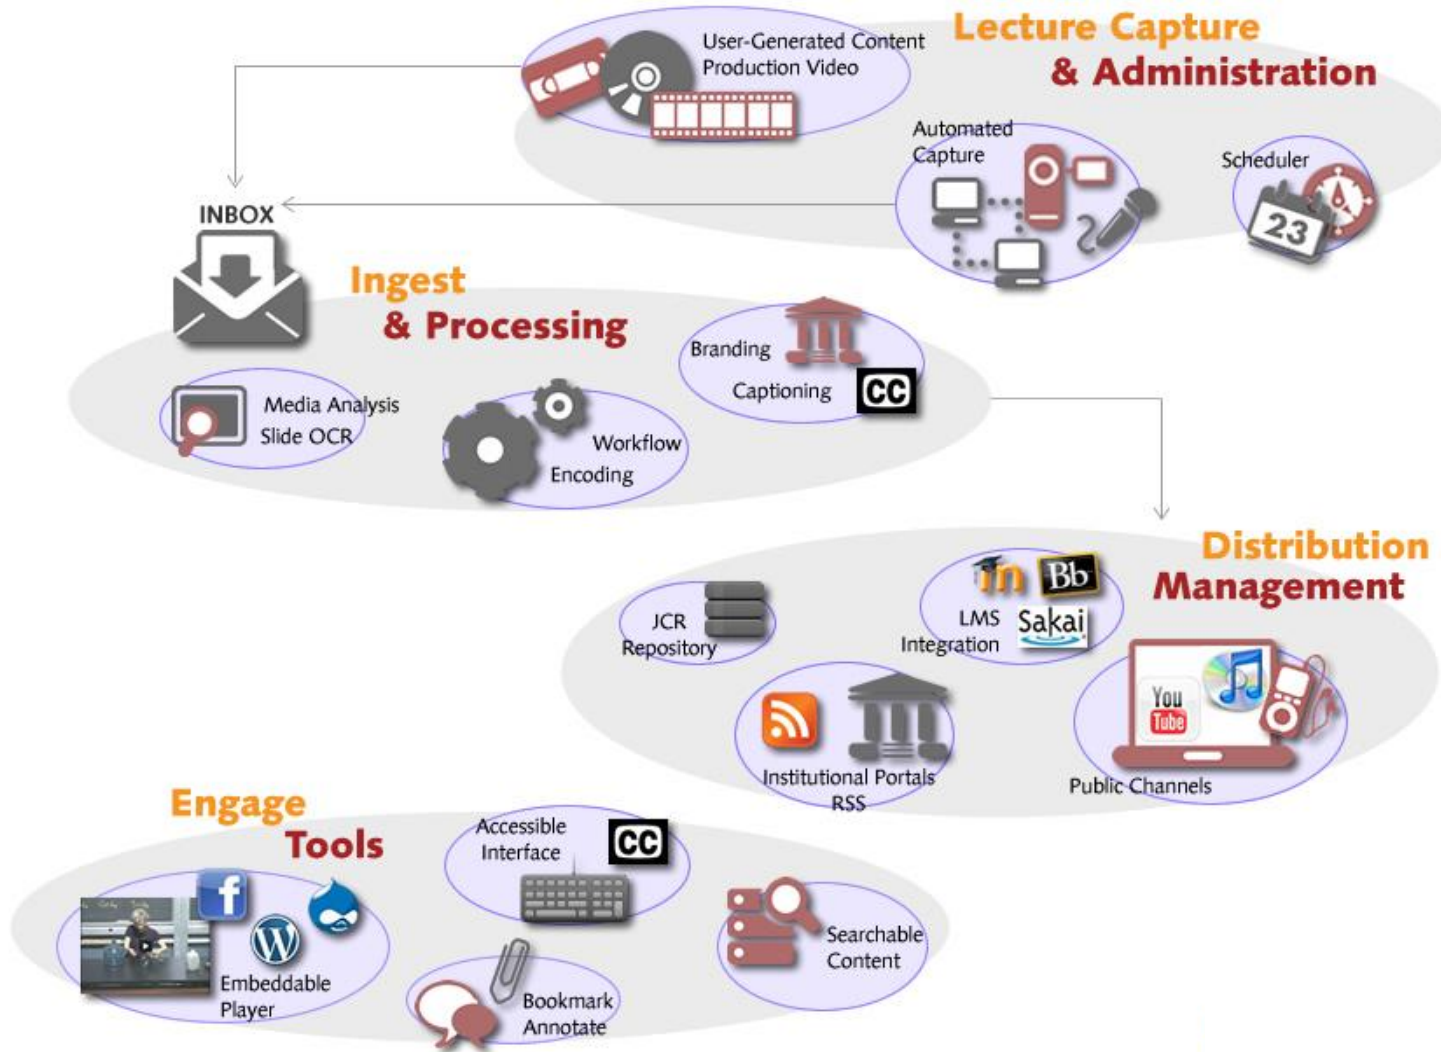 User-Generated Content
Production Video
Lecture Capture
& Administration
Automated
Capture
Scheduler
23
INBOX
Ingest
& Processing
Branding
Captioning
CC
Media Analysis
Slide OCR
Workflow
Encoding
Distribution
Management
JCR
Repository
m
Bb
LMS
Integration
Sakai
You
Tube
Institutional Portals
RSS
Public Channels
Engage
Tools
Accessible
Interface
CC
f
W
Embeddable
Player
Bookmark
Annotate
Searchable
Content